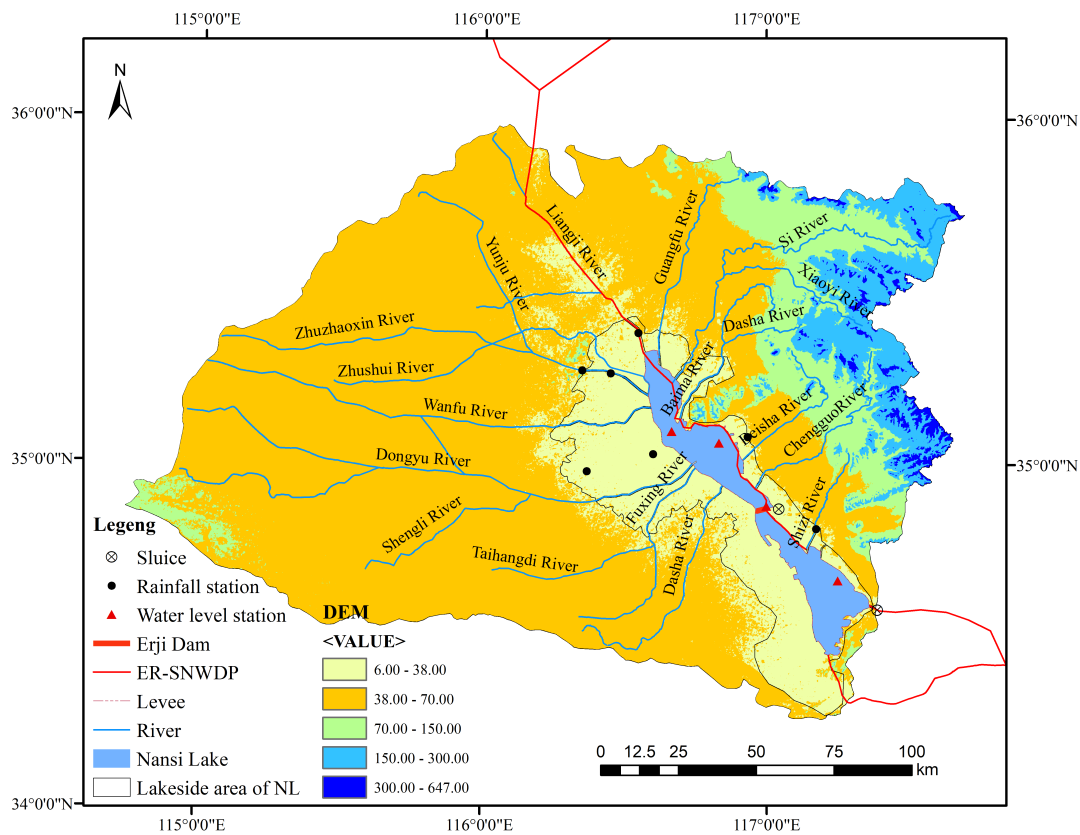 115°0'0"E 116°0'0"E 117°0'0"E
N
36°0'0"N
36°0'0"N
Liangji River
Guangfu River
Si River
Yunju River
Xiaoyi River
Zhuzhaoxin River
Dasha River
Zhushui River
Baima River
Wanfu River
Beisha River
ChengguoRiver
35°0'0"N
35°0'0"N
Dongyu River
Fuxing River
Shizi River
Shengli River
Taihangdi River
Dasha River
Legeng
Sluice
Rainfall station
Water level station
Erji Dam
ER-SNWDP
Levee
River
Nansi Lake
Lakeside area of NL
DEM
<VALUE>
6.00 - 38.00
38.00 - 70.00
70.00 - 150.00
150.00 - 300.00
300.00 - 647.00
0 12.5 25 50 75 100
km
34°0'0"N
34°0'0"N
115°0'0"E 116°0'0"E 117°0'0"E